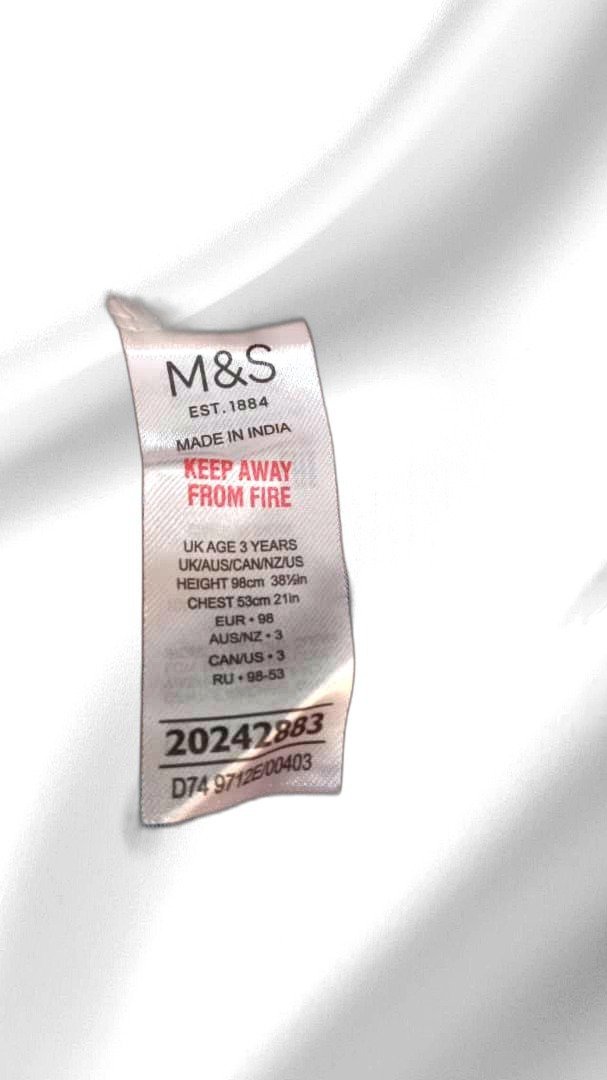 M&S
EST. 1884
MADE IN INDIA
KEEP AWAY
FROM FIRE
UK AGE 3 YEARS
UK/AUS/CAN/NZ/US
HEIGHT 98cm 38½in
CHEST 53cm 21in
EUR • 98
AUS/NZ • 3
CAN/US • 3
RU • 98-53
20242883
D74 9712E/00403